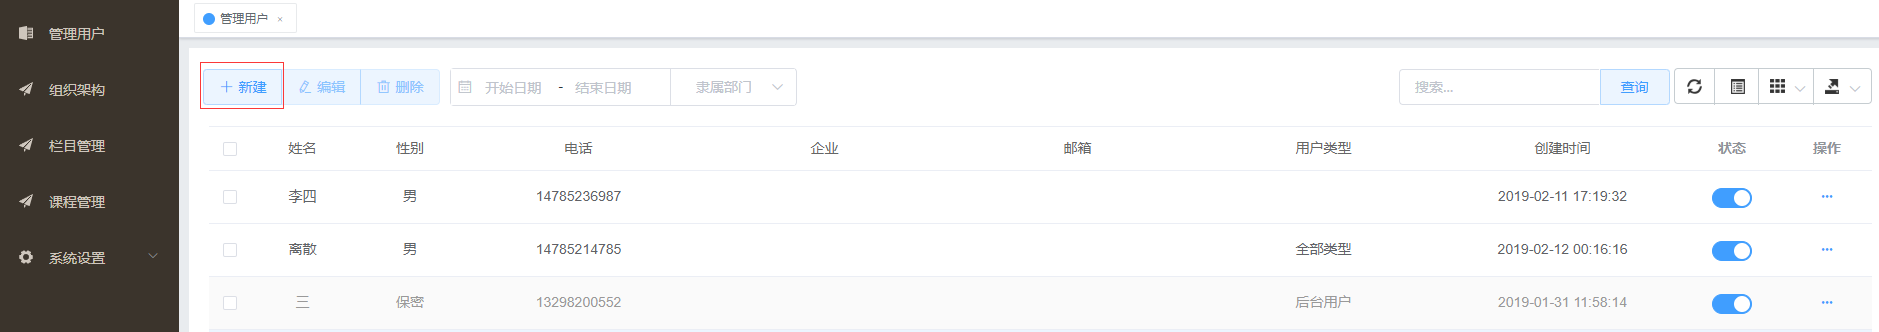 管理用户
组织架构
栏目管理
课程管理
系统设置
管理用户 ×
新建 编辑 删除 开始日期 - 结束日期 隶属部门 搜索... 查询
姓名 性别 电话 企业 邮箱 用户类型 创建时间 状态 操作
李四 男 14785236987 2019-02-11 17:19:32 ...
离散 男 14785214785 全部类型 2019-02-12 00:16:16 ...
三 保密 13298200552 后台用户 2019-01-31 11:58:14 ...